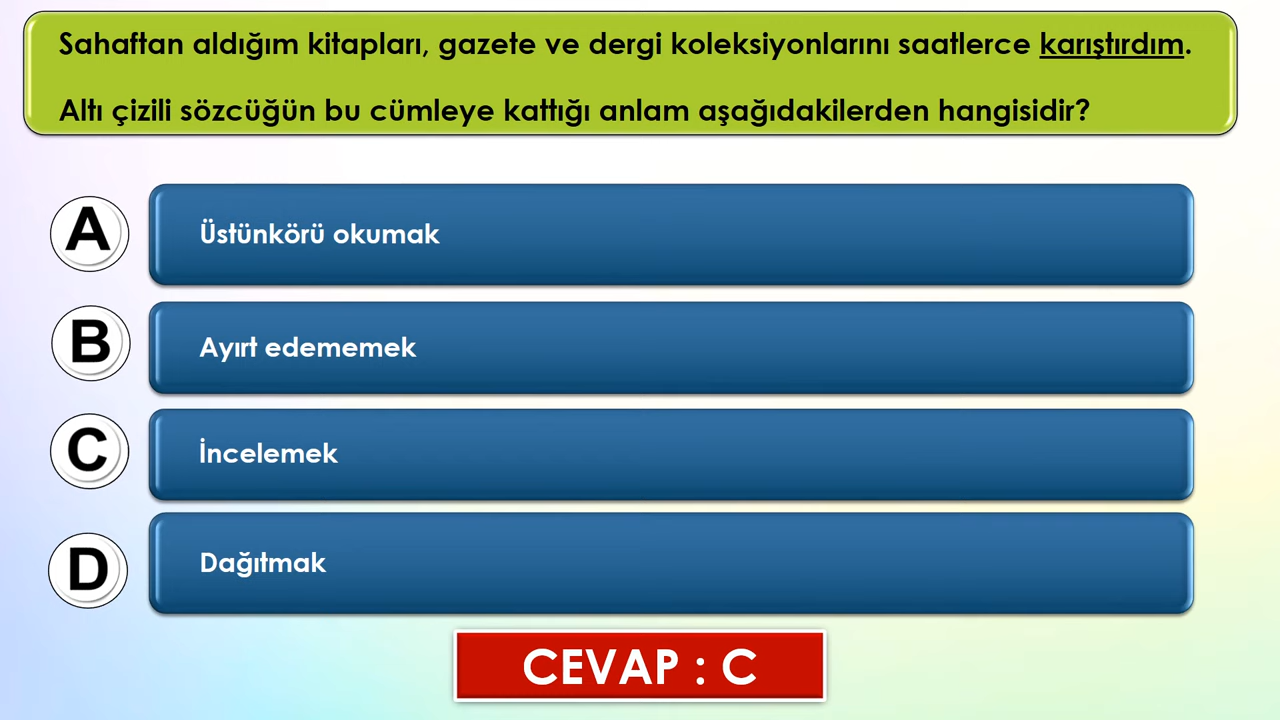 Sahaftan aldığım kitapları, gazete ve dergi koleksiyonlarını saatlerce karıştırdım.
Altı çizili sözcüğün bu cümleye kattığı anlam aşağıdakilerden hangisidir?
A Üstünkörü okumak
B Ayırt edememek
C İncelemek
D Dağıtmak
CEVAP : C